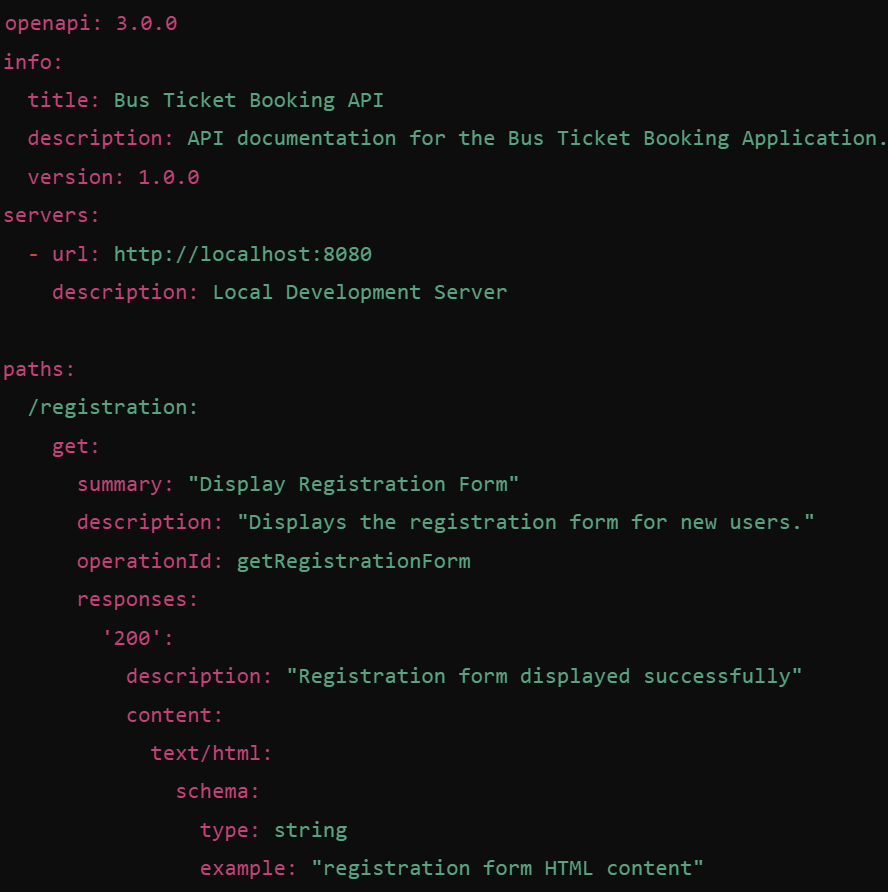 openapi: 3.0.0
info:
  title: Bus Ticket Booking API
  description: API documentation for the Bus Ticket Booking Application.
  version: 1.0.0
servers:
  - url: http://localhost:8080
    description: Local Development Server

paths:
  /registration:
    get:
      summary: "Display Registration Form"
      description: "Displays the registration form for new users."
      operationId: getRegistrationForm
      responses:
        '200':
          description: "Registration form displayed successfully"
          content:
            text/html:
              schema:
                type: string
                example: "registration form HTML content"